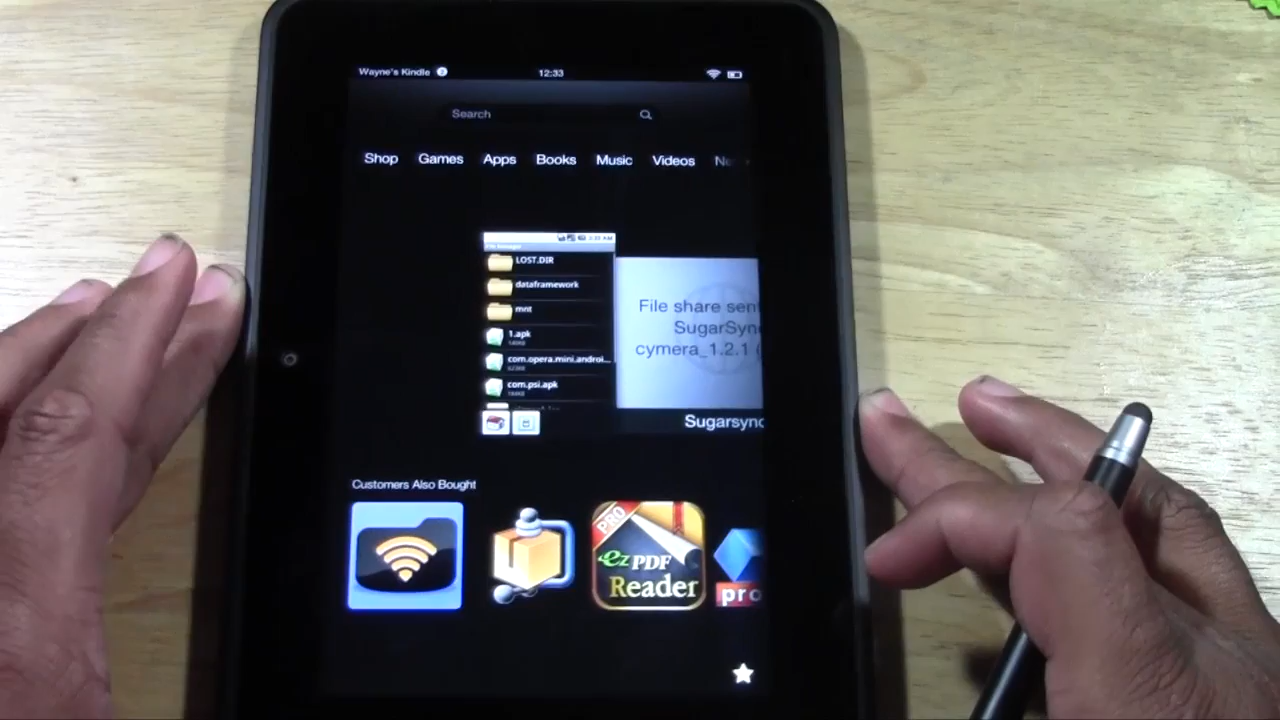 Wayne's Kindle 2 12:33
Search
Shop Games Apps Books Music Videos
LOST.DIR
dataframework
mnt
1.apk
com.opera.mini.androi...
com.psi.apk
File share sent
SugarSync
cymera_1.2.1 (
Sugarsync
Customers Also Bought
PRO
ez PDF
Reader
pro